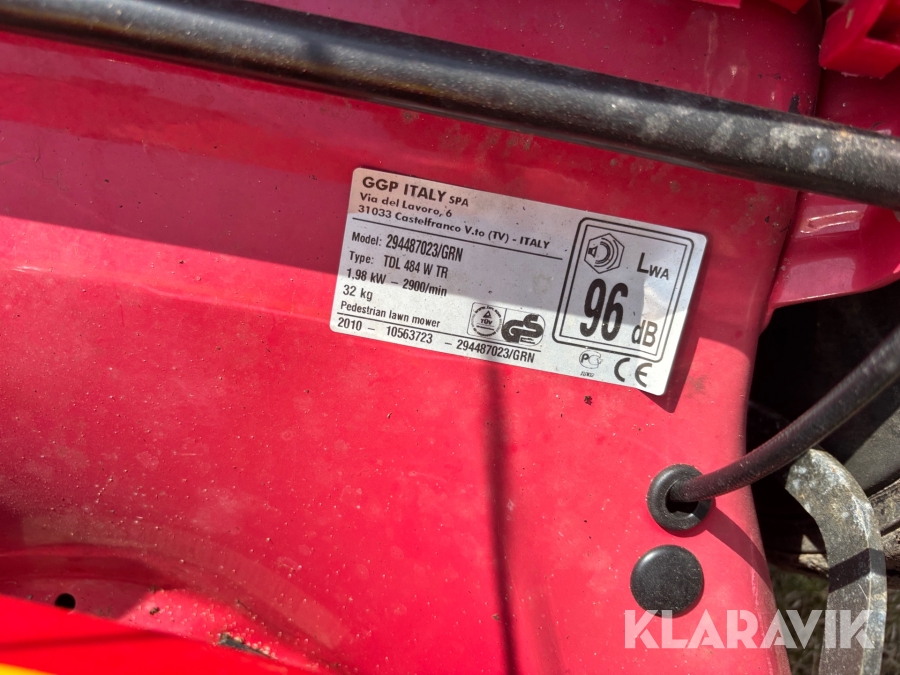 GGP ITALY SPA
Via del Lavoro, 6
31033 Castelfranco V.to (TV) - ITALY
Model: 294487023/GRN
Type: TDL 484 W TR
1.98 kW - 2900/min
32 kg
Pedestrian lawn mower
2010 - 10563723 - 294487023/GRN
LWA
96 dB
CE
KLARAVIK